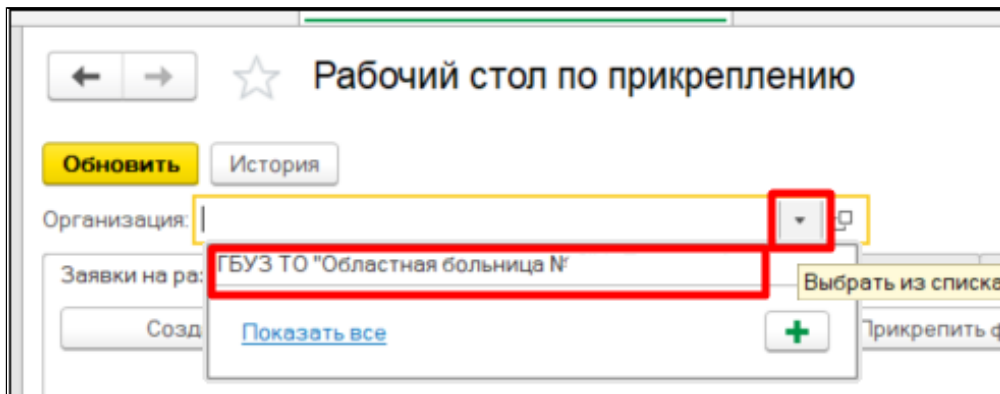 Рабочий стол по прикреплению
Обновить История
Организация:
ГБУЗ ТО "Областная больница №
Заявки на ра
Выбрать из списка
Созд
Показать все
Прикрепить ф